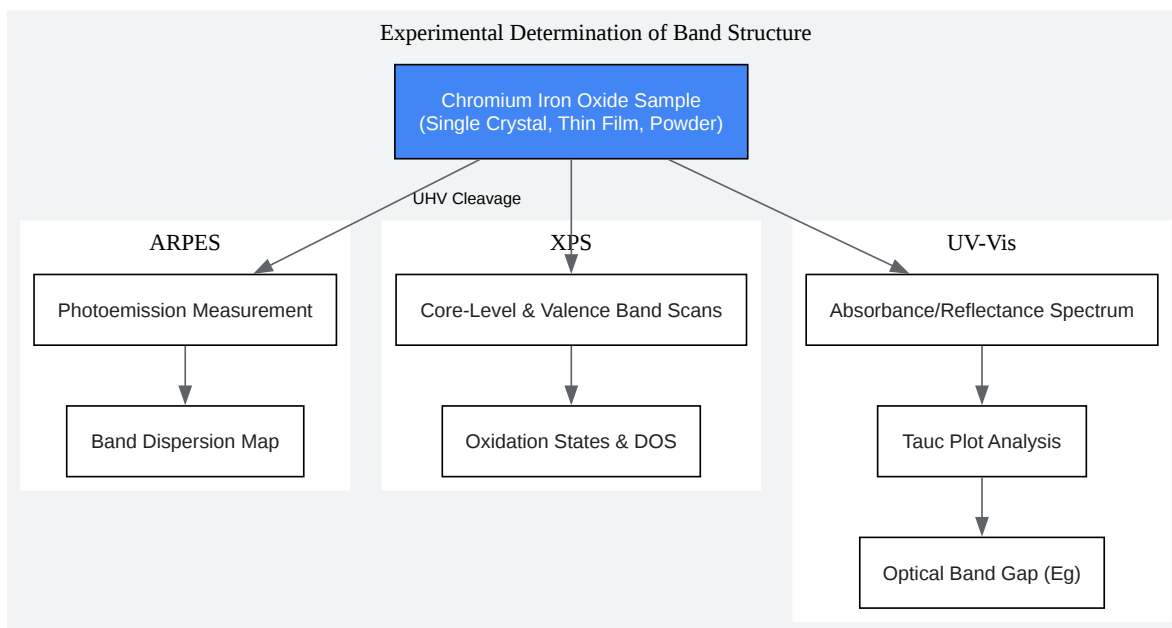 Experimental Determination of Band Structure
Chromium Iron Oxide Sample
(Single Crystal, Thin Film, Powder)
UHV Cleavage
ARPES
XPS
UV-Vis
Photoemission Measurement
Core-Level & Valence Band Scans
Absorbance/Reflectance Spectrum
Band Dispersion Map
Oxidation States & DOS
Tauc Plot Analysis
Optical Band Gap (Eg)